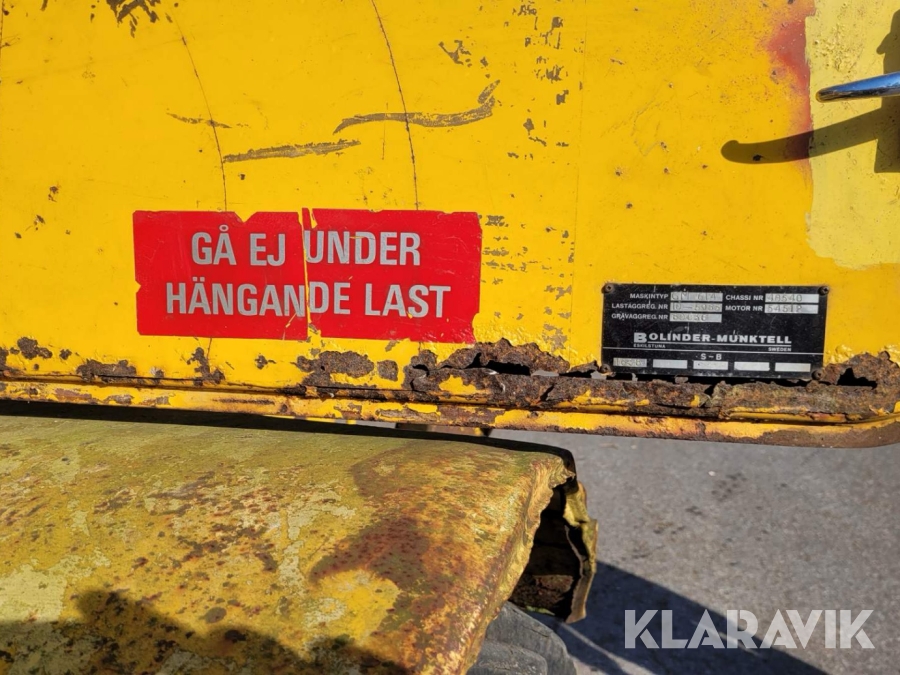 GÅ EJ UNDER
HÄNGANDE LAST
MASKINTYP CHASSI NR
LASTAGGREG. NR MOTOR NR
GRÄVAGGREG. NR
BOLINDER-MUNKTELL
ESKILSTUNA SWEDEN
S-B
KLARAVIK